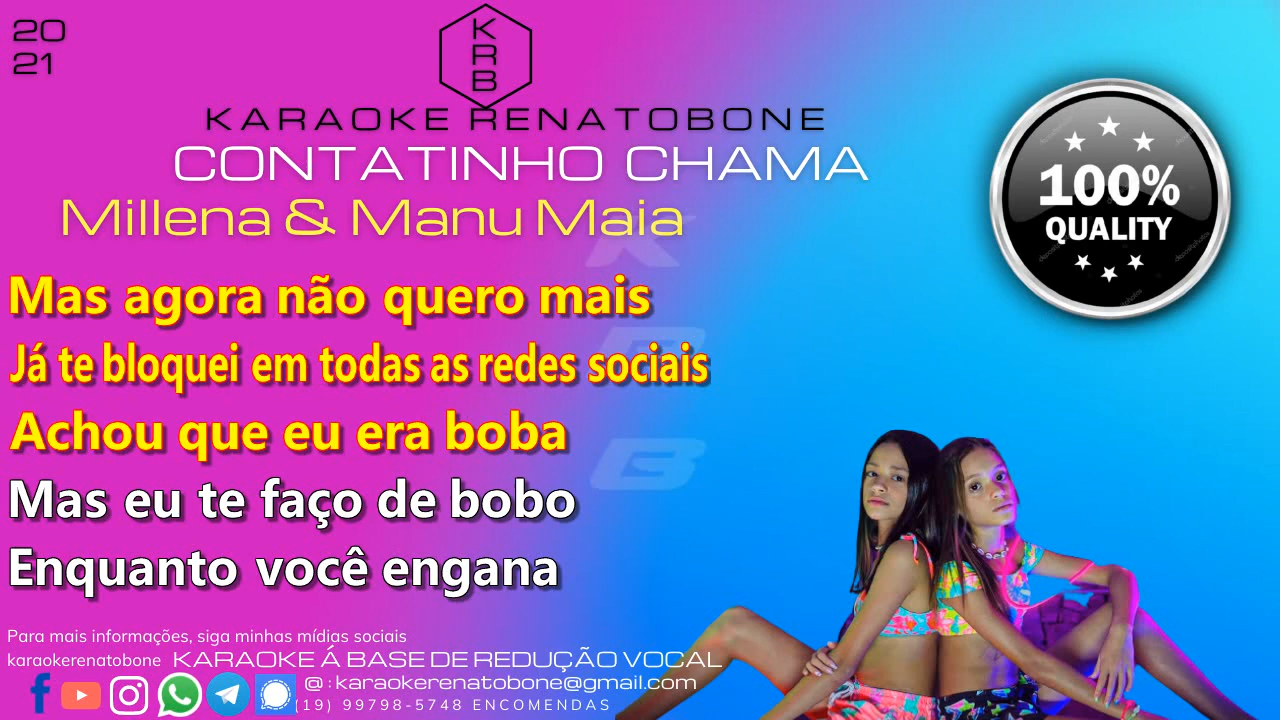 20
21
K
R
B
KARAOKE RENATOBONE
CONTATINHO CHAMA
Millena & Manu Maia
100%
QUALITY
K
R
B
Mas agora não quero mais
Já te bloquei em todas as redes sociais
Achou que eu era boba
Mas eu te faço de bobo
Enquanto você engana
Para mais informações, siga minhas mídias sociais
karaokerenatobone
KARAOKE Á BASE DE REDUÇÃO VOCAL
@ : karaokerenatobone@gmail.com
(19) 99798-5748 ENCOMENDAS